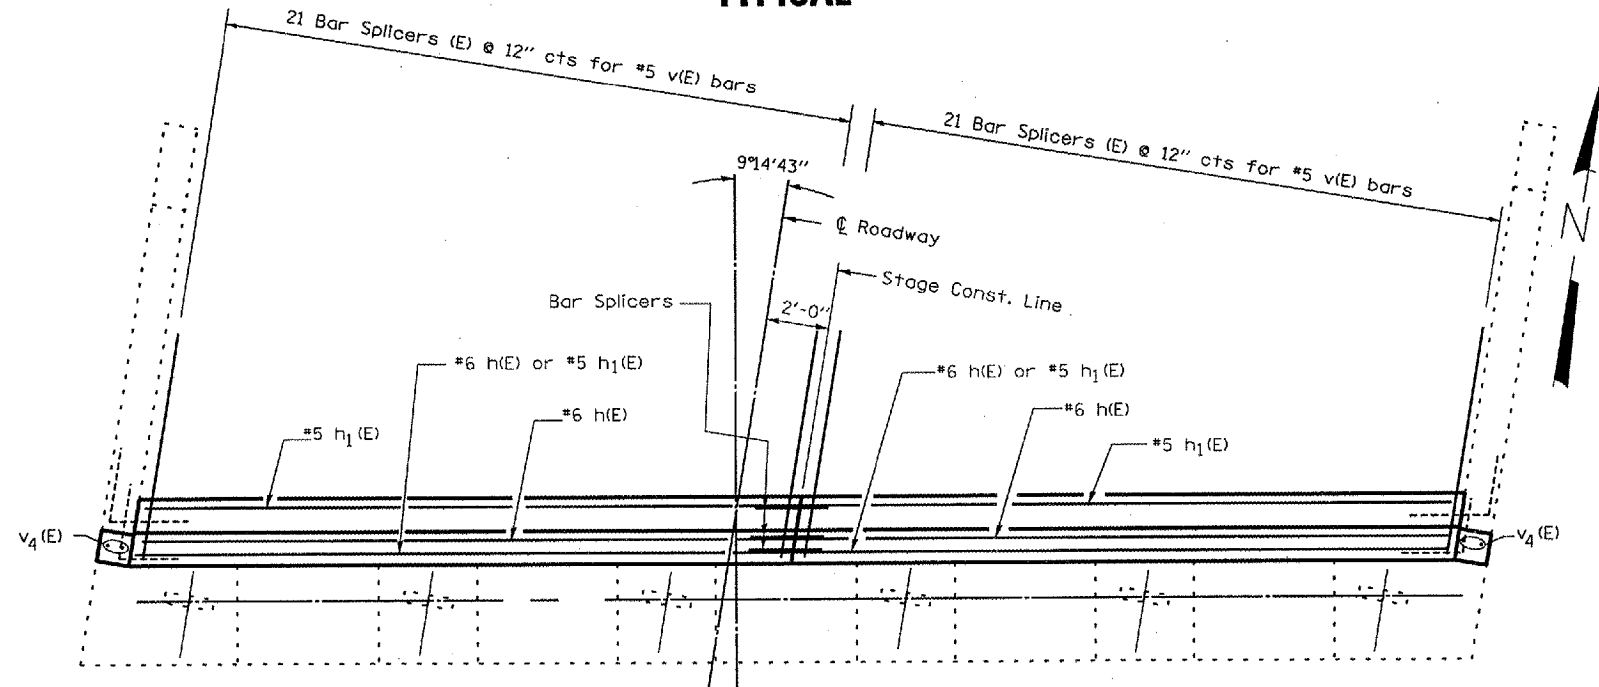 21 Bar Splicers (E) @ 12" cts for #5 v(E) bars
21 Bar Splicers (E) @ 12" cts for #5 v(E) bars
9°14'43"
℄ Roadway
Stage Const. Line
Bar Splicers
2'-0"
N
#6 h(E) or #5 h1(E)
#6 h(E) or #5 h1(E)
#6 h(E)
#6 h(E)
#5 h1(E)
#5 h1(E)
v4(E)
v4(E)